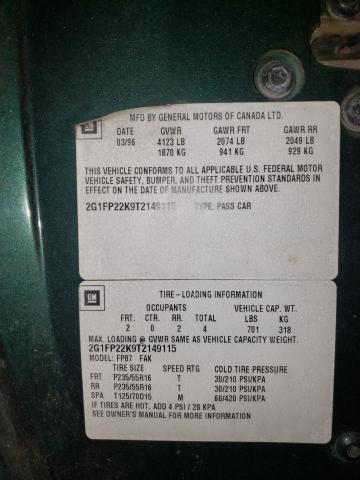 GM
MFD BY GENERAL MOTORS OF CANADA LTD.
DATE GVWR GAWR FRT GAWR RR
03/96 4123 LB 2074 LB 2049 LB
1870 KG 941 KG 929 KG
THIS VEHICLE CONFORMS TO ALL APPLICABLE U.S. FEDERAL MOTOR
VEHICLE SAFETY, BUMPER, AND THEFT PREVENTION STANDARDS IN
EFFECT ON THE DATE OF MANUFACTURE SHOWN ABOVE.
2G1FP22K9T2149115 TYPE: PASS CAR
GM
TIRE-LOADING INFORMATION
OCCUPANTS VEHICLE CAP. WT.
FRT. CTR. RR. TOTAL LBS KG
2 0 2 4 701 318
MAX. LOADING @ GVWR SAME AS VEHICLE CAPACITY WEIGHT.
2G1FP22K9T2149115
MODEL: FP87 FAK
TIRE SIZE SPEED RTG COLD TIRE PRESSURE
FRT P235/55R16 T 30/210 PSI/KPA
RR P235/55R16 T 30/210 PSI/KPA
SPA T125/70D15 M 60/420 PSI/KPA
IF TIRES ARE HOT, ADD 4 PSI / 28 KPA
SEE OWNER'S MANUAL FOR MORE INFORMATION